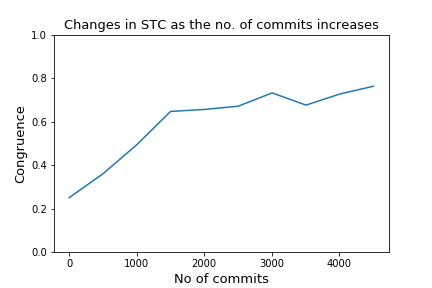 Changes in STC as the no. of commits increases
1.0
0.8
0.6
0.4
0.2
0.0
Congruence
0 1000 2000 3000 4000
No of commits